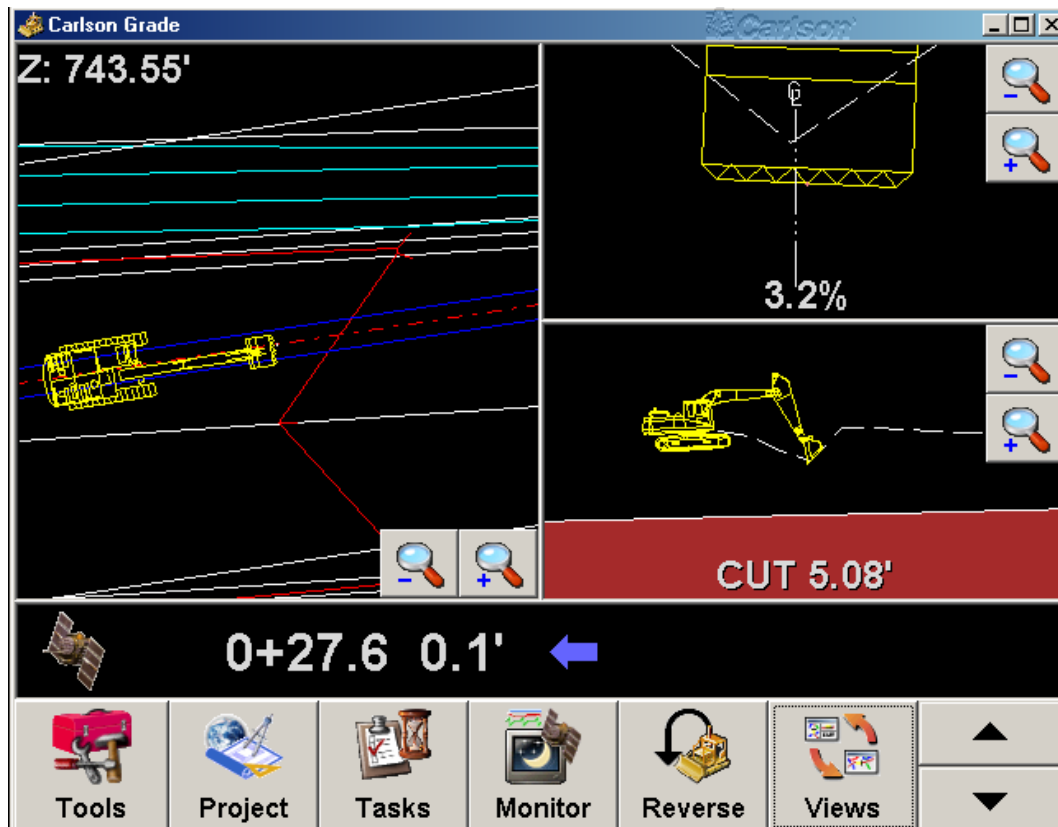 Carlson Grade
Carlson
Z: 743.55'
CL
3.2%
CUT 5.08'
0+27.6 0.1'
Tools
Project
Tasks
Monitor
Reverse
Views